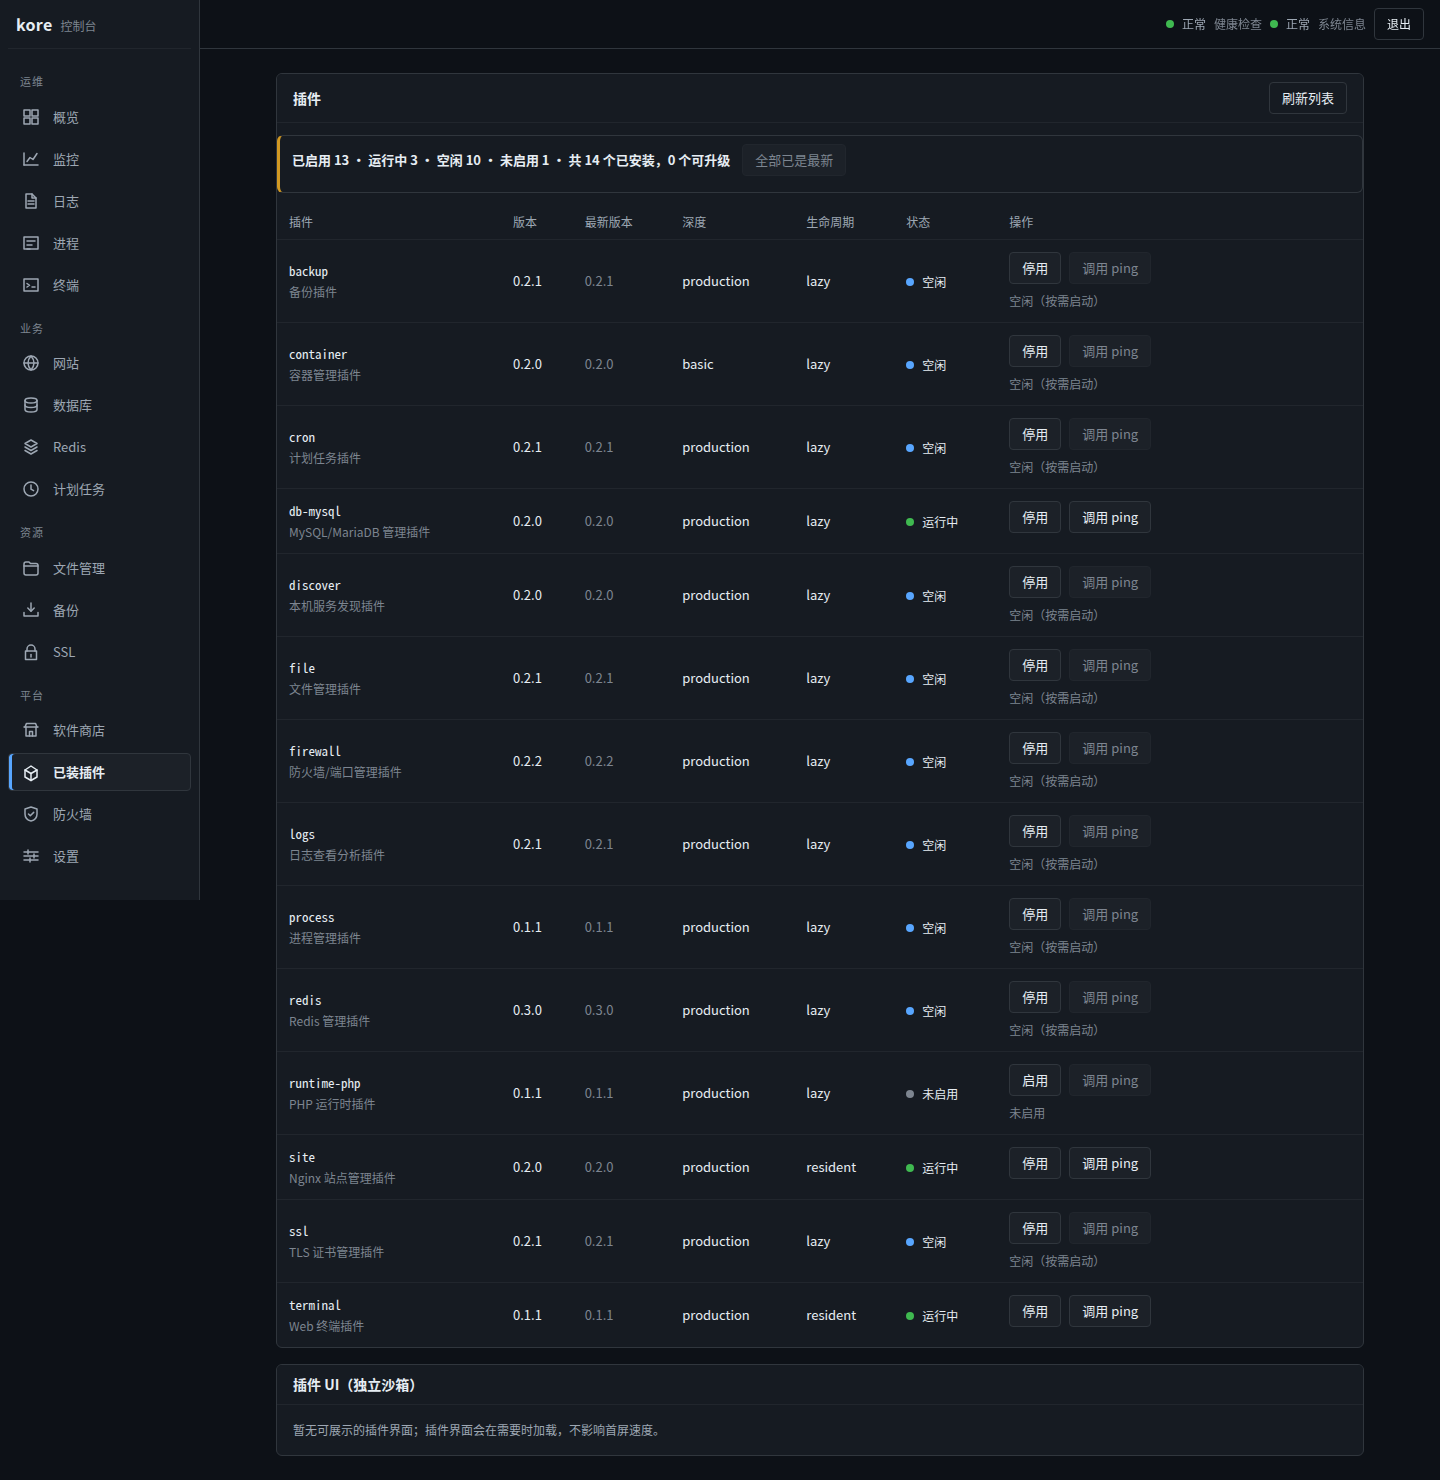 kore 控制台
正常 健康检查 正常 系统信息 退出
运维
概览
监控
日志
进程
终端
业务
网站
数据库
Redis
计划任务
资源
文件管理
备份
SSL
平台
软件商店
已装插件
防火墙
设置
插件 刷新列表
已启用 13 · 运行中 3 · 空闲 10 · 未启用 1 · 共 14 个已安装，0 个可升级 全部已是最新
插件 版本 最新版本 深度 生命周期 状态 操作
backup
备份插件
0.2.1 0.2.1 production lazy 空闲 停用 调用 ping
空闲（按需启动）
container
容器管理插件
0.2.0 0.2.0 basic lazy 空闲 停用 调用 ping
空闲（按需启动）
cron
计划任务插件
0.2.1 0.2.1 production lazy 空闲 停用 调用 ping
空闲（按需启动）
db-mysql
MySQL/MariaDB 管理插件
0.2.0 0.2.0 production lazy 运行中 停用 调用 ping
discover
本机服务发现插件
0.2.0 0.2.0 production lazy 空闲 停用 调用 ping
空闲（按需启动）
file
文件管理插件
0.2.1 0.2.1 production lazy 空闲 停用 调用 ping
空闲（按需启动）
firewall
防火墙/端口管理插件
0.2.2 0.2.2 production lazy 空闲 停用 调用 ping
空闲（按需启动）
logs
日志查看分析插件
0.2.1 0.2.1 production lazy 空闲 停用 调用 ping
空闲（按需启动）
process
进程管理插件
0.1.1 0.1.1 production lazy 空闲 停用 调用 ping
空闲（按需启动）
redis
Redis 管理插件
0.3.0 0.3.0 production lazy 空闲 停用 调用 ping
空闲（按需启动）
runtime-php
PHP 运行时插件
0.1.1 0.1.1 production lazy 未启用 启用 调用 ping
未启用
site
Nginx 站点管理插件
0.2.0 0.2.0 production resident 运行中 停用 调用 ping
ssl
TLS 证书管理插件
0.2.1 0.2.1 production lazy 空闲 停用 调用 ping
空闲（按需启动）
terminal
Web 终端插件
0.1.1 0.1.1 production resident 运行中 停用 调用 ping
插件 UI（独立沙箱）
暂无可展示的插件界面；插件界面会在需要时加载，不影响首屏速度。